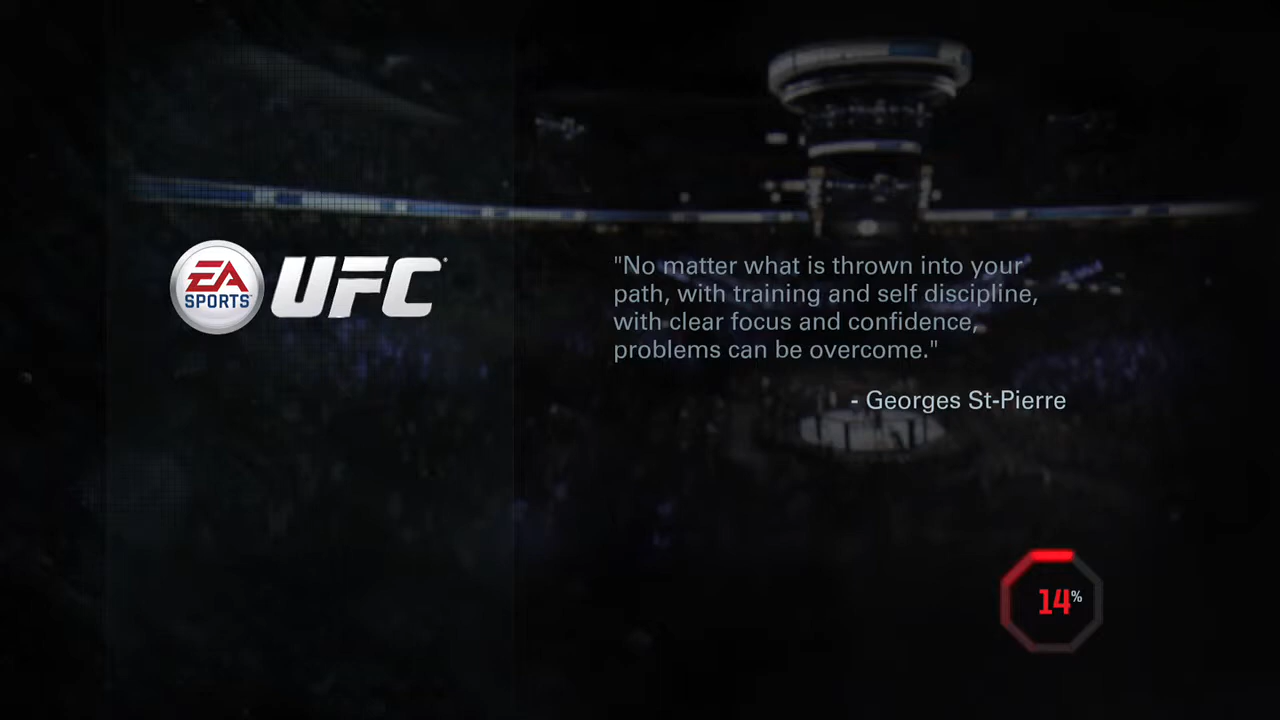 EA
SPORTS™
UFC
"No matter what is thrown into your
path, with training and self discipline,
with clear focus and confidence,
problems can be overcome."
- Georges St-Pierre
14%